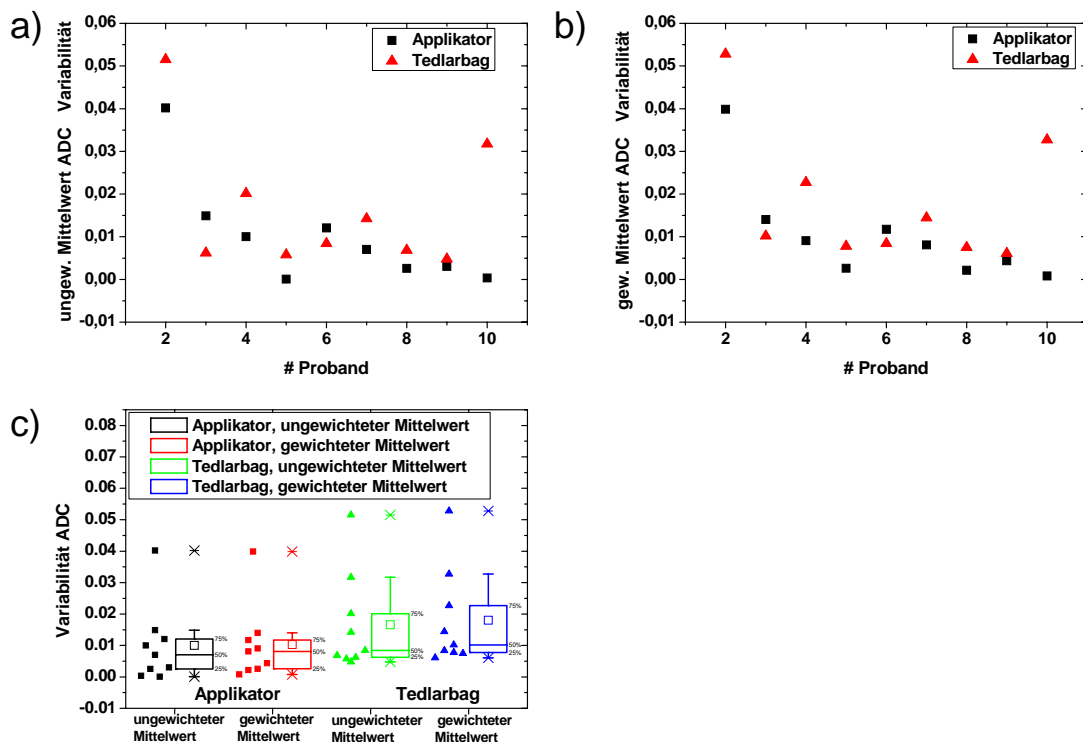 a)
ungew. Mittelwert ADC Variabilität
0,06
0,05
0,04
0,03
0,02
0,01
0,00
-0,01
Applikator
Tedlarbag
2 4 6 8 10
# Proband
b)
gew. Mittelwert ADC Variabilität
0,06
0,05
0,04
0,03
0,02
0,01
0,00
-0,01
Applikator
Tedlarbag
2 4 6 8 10
# Proband
c)
Variabilität ADC
0.08
0.07
0.06
0.05
0.04
0.03
0.02
0.01
0.00
-0.01
Applikator, ungewichteter Mittelwert
Applikator, gewichteter Mittelwert
Tedlarbag, ungewichteter Mittelwert
Tedlarbag, gewichteter Mittelwert
75%
50%
25%
75%
50%
25%
75%
50%
25%
75%
50%
25%
Applikator
Tedlarbag
ungewichteter
Mittelwert
gewichteter
Mittelwert
ungewichteter
Mittelwert
gewichteter
Mittelwert